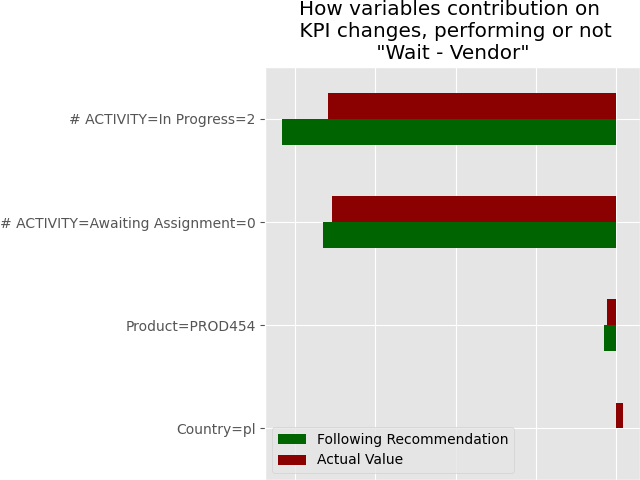 How variables contribution on
KPI changes, performing or not
"Wait - Vendor"
# ACTIVITY=In Progress=2
# ACTIVITY=Awaiting Assignment=0
Product=PROD454
Country=pl
Following Recommendation
Actual Value